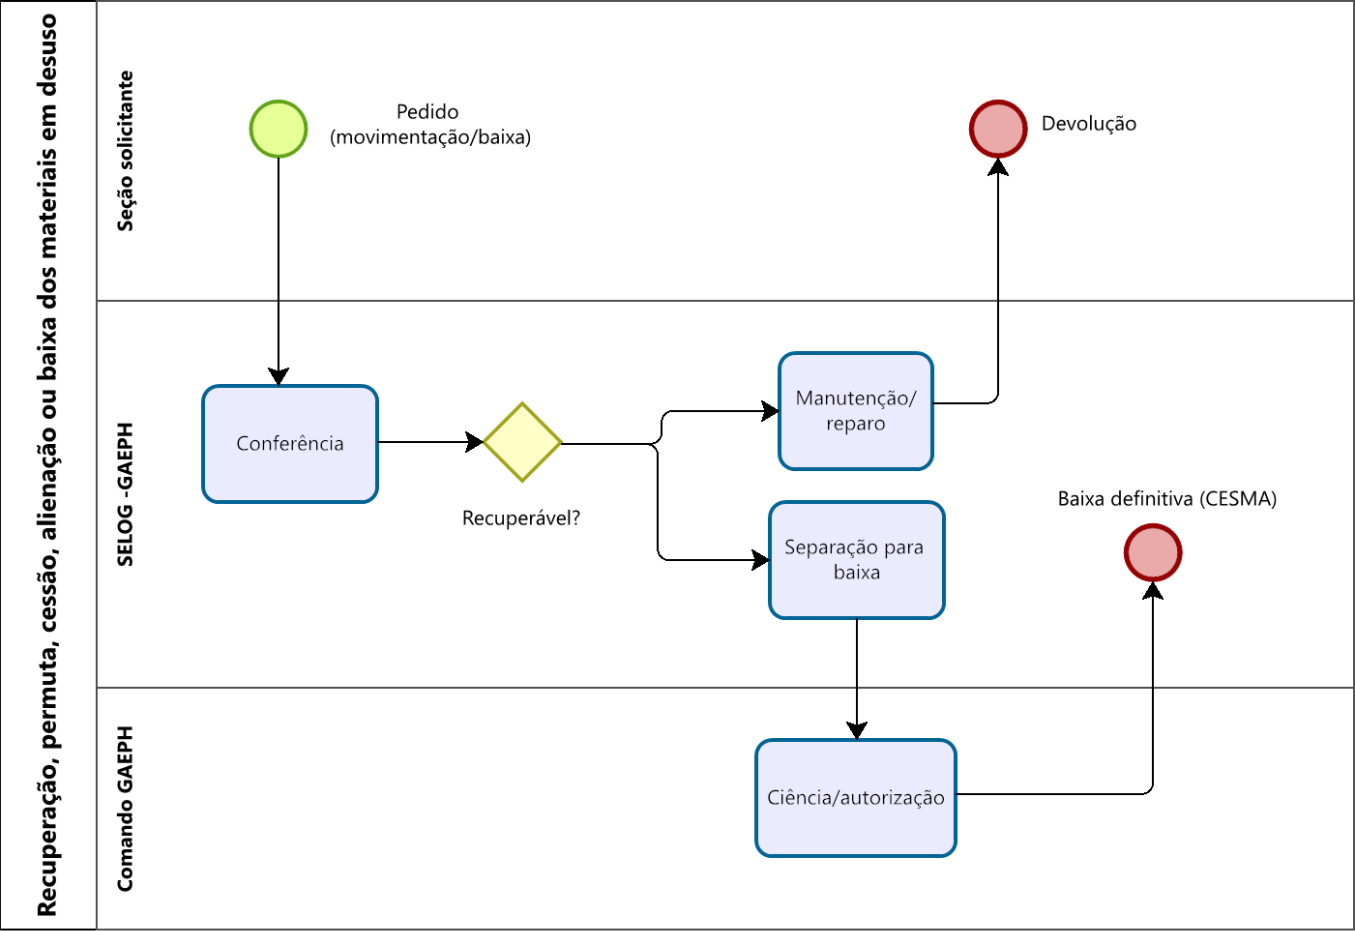 Recuperação, permuta, cessão, alienação ou baixa dos materiais em desuso
Seção solicitante
Pedido
(movimentação/baixa)
Devolução
SELOG -GAEPH
Conferência
Recuperável?
Manutenção/
reparo
Separação para
baixa
Baixa definitiva (CESMA)
Comando GAEPH
Ciência/autorização